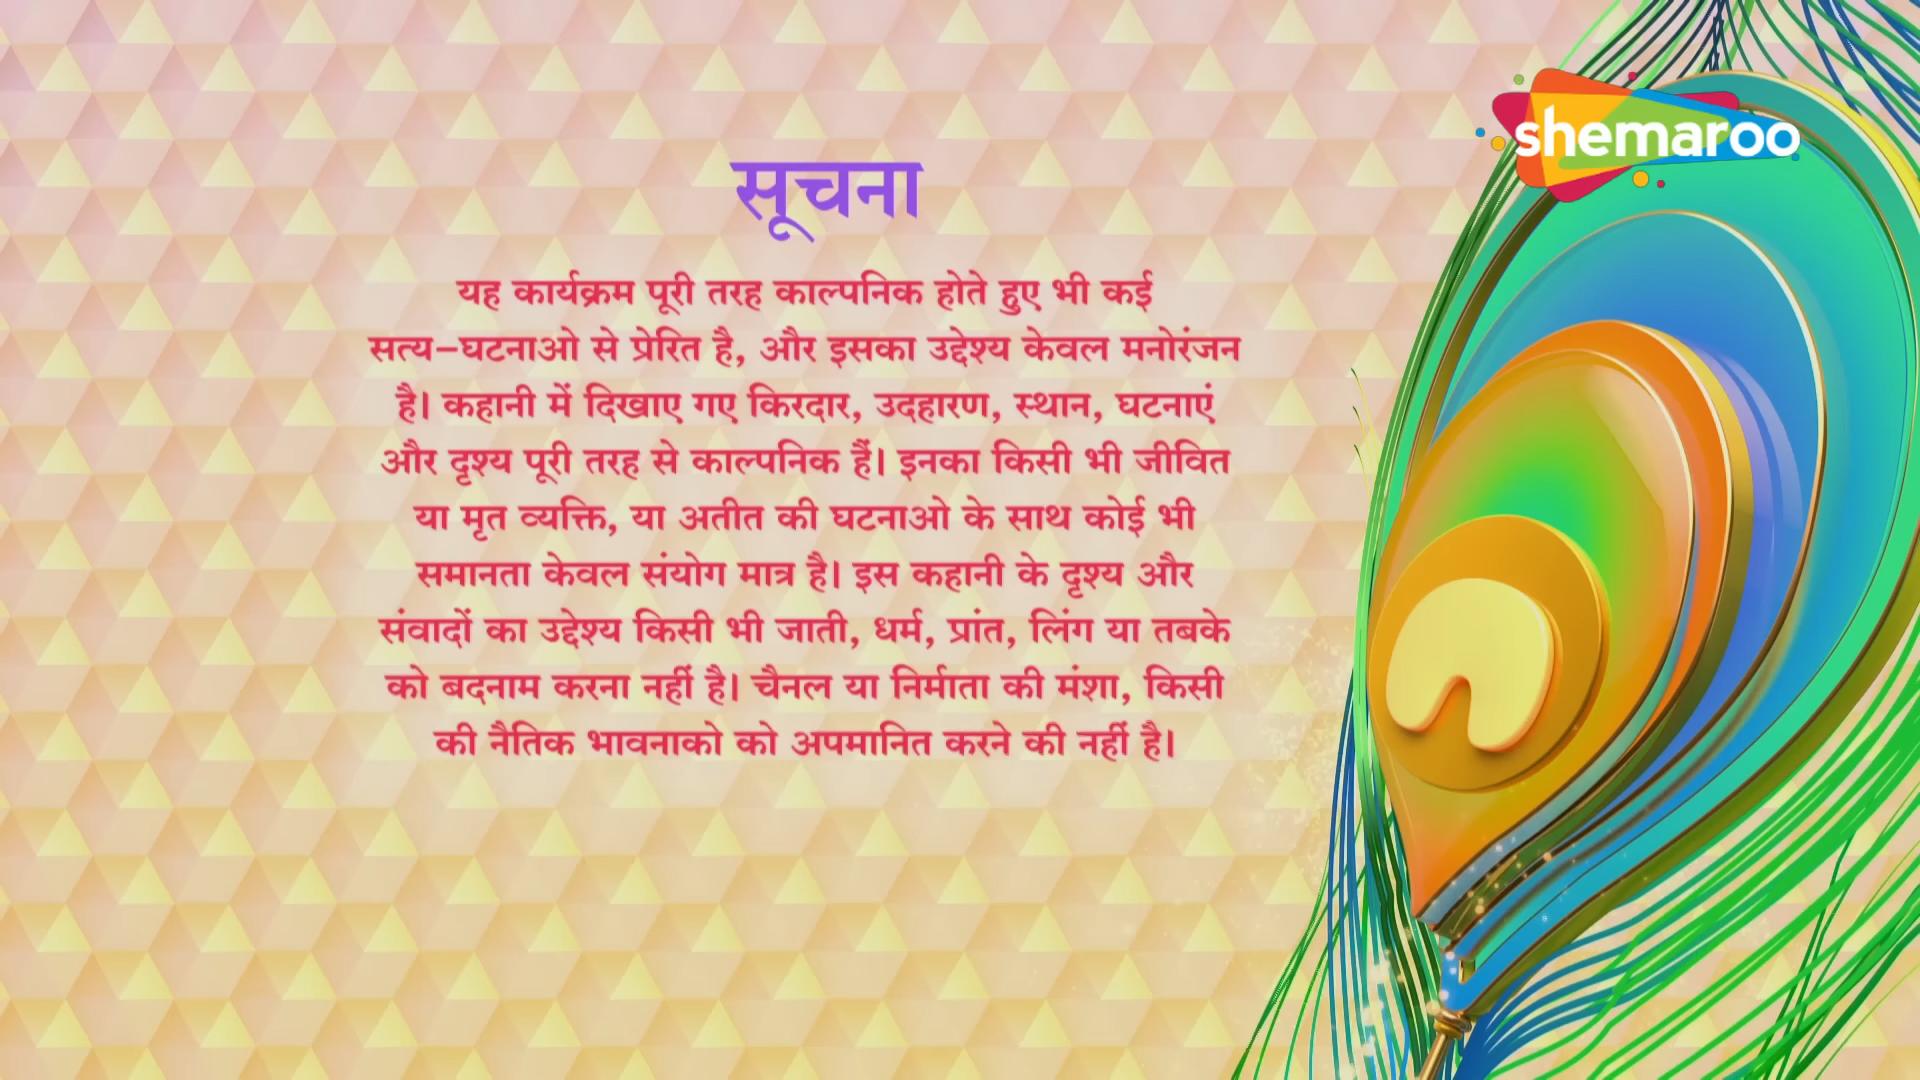 shemaroo
सूचना
यह कार्यक्रम पूरी तरह काल्पनिक होते हुए भी कई
सत्य-घटनाओ से प्रेरित है, और इसका उद्देश्य केवल मनोरंजन
है। कहानी में दिखाए गए किरदार, उदहारण, स्थान, घटनाएं
और दृश्य पूरी तरह से काल्पनिक हैं। इनका किसी भी जीवित
या मृत व्यक्ति, या अतीत की घटनाओ के साथ कोई भी
समानता केवल संयोग मात्र है। इस कहानी के दृश्य और
संवादों का उद्देश्य किसी भी जाती, धर्म, प्रांत, लिंग या तबके
को बदनाम करना नहीं है। चैनल या निर्माता की मंशा, किसी
की नैतिक भावनाको को अपमानित करने की नहीं है।